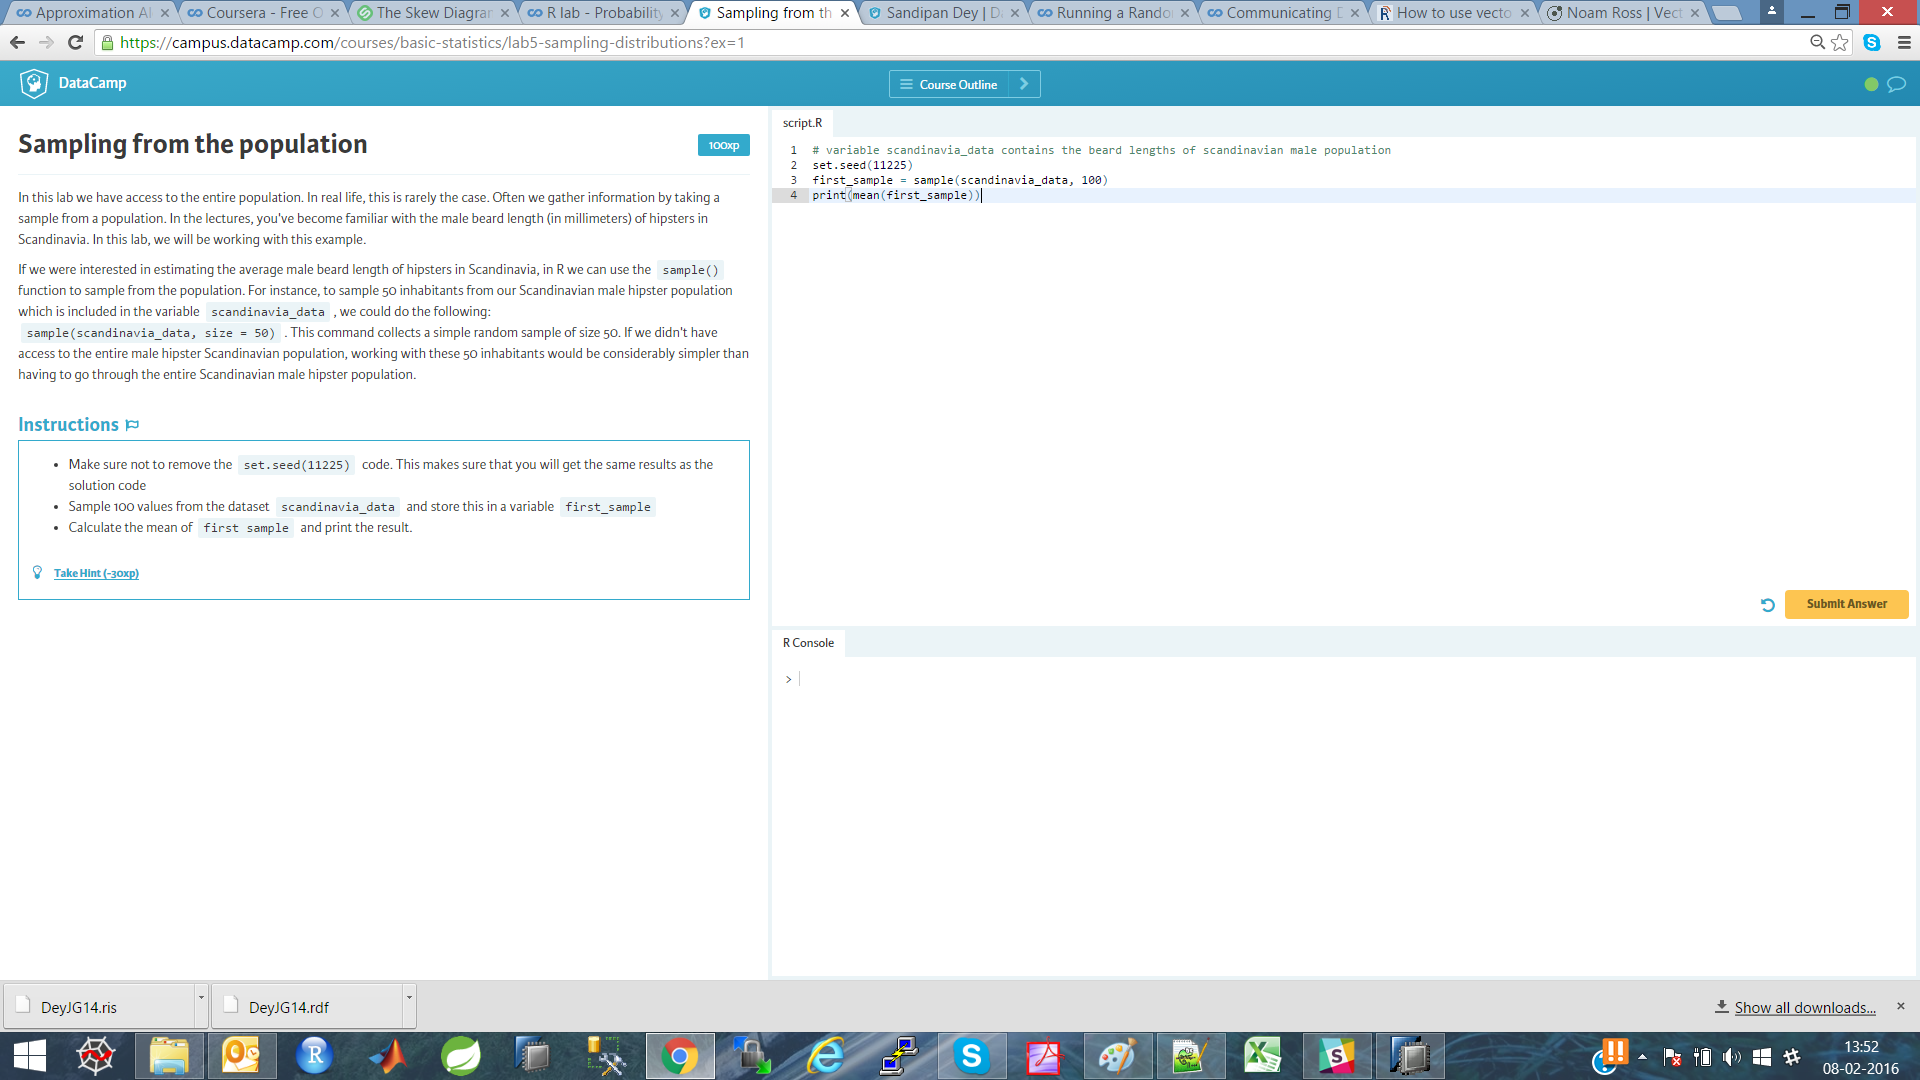 Approximation Al
Coursera - Free O
The Skew Diagrar
R lab - Probability
Sampling from th
Sandipan Dey | D
Running a Rando
Communicating D
How to use vecto
Noam Ross | Vect
https://campus.datacamp.com/courses/basic-statistics/lab5-sampling-distributions?ex=1
DataCamp
Course Outline
Sampling from the population
100xp
In this lab we have access to the entire population. In real life, this is rarely the case. Often we gather information by taking a
sample from a population. In the lectures, you've become familiar with the male beard length (in millimeters) of hipsters in
Scandinavia. In this lab, we will be working with this example.
If we were interested in estimating the average male beard length of hipsters in Scandinavia, in R we can use the sample()
function to sample from the population. For instance, to sample 50 inhabitants from our Scandinavian male hipster population
which is included in the variable scandinavia_data , we could do the following:
sample(scandinavia_data, size = 50) . This command collects a simple random sample of size 50. If we didn't have
access to the entire male hipster Scandinavian population, working with these 50 inhabitants would be considerably simpler than
having to go through the entire Scandinavian male hipster population.
Instructions
• Make sure not to remove the set.seed(11225) code. This makes sure that you will get the same results as the
solution code
• Sample 100 values from the dataset scandinavia_data and store this in a variable first_sample
• Calculate the mean of first sample and print the result.
Take Hint (-30xp)
script.R
1 # variable scandinavia_data contains the beard lengths of scandinavian male population
2 set.seed(11225)
3 first_sample = sample(scandinavia_data, 100)
4 print(mean(first_sample))
Submit Answer
R Console
>
DeyJG14.ris
DeyJG14.rdf
Show all downloads...
13:52
08-02-2016